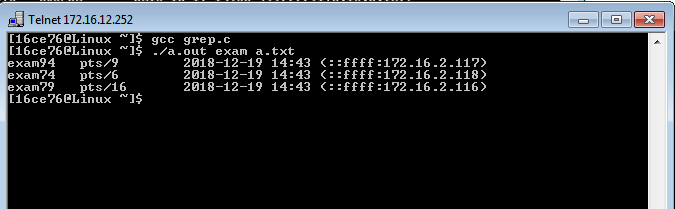 Telnet 172.16.12.252
[16ce76@Linux ~]$ gcc grep.c
[16ce76@Linux ~]$ ./a.out exam a.txt
exam94   pts/9        2018-12-19 14:43 (::ffff:172.16.2.117)
exam74   pts/6        2018-12-19 14:43 (::ffff:172.16.2.118)
exam79   pts/16       2018-12-19 14:43 (::ffff:172.16.2.116)
[16ce76@Linux ~]$